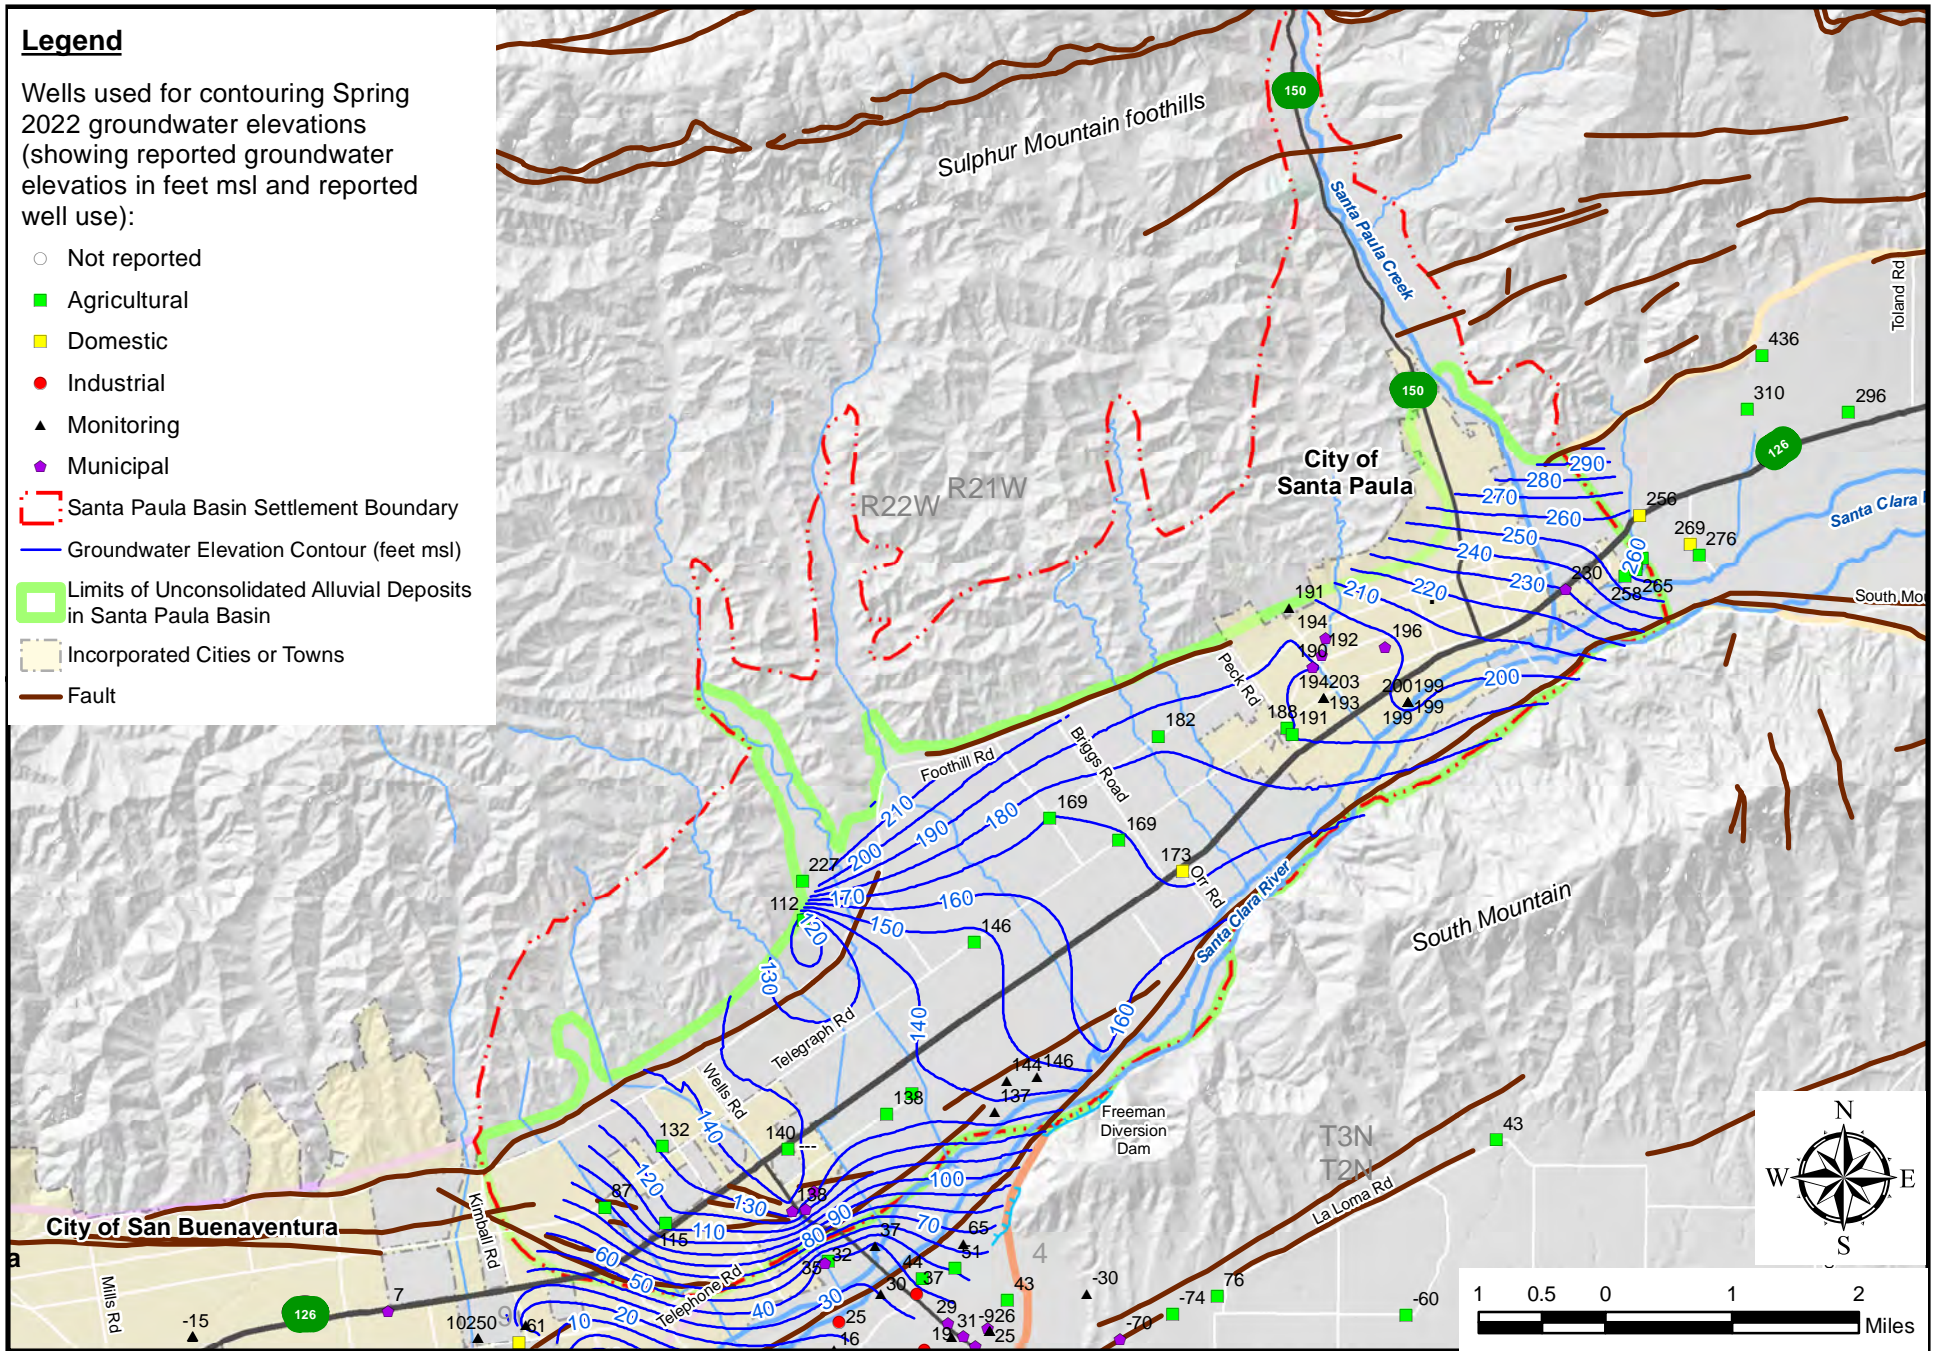 Legend
Wells used for contouring Spring
2022 groundwater elevations
(showing reported groundwater
elevatios in feet msl and reported
well use):
Not reported
Agricultural
Domestic
Industrial
Monitoring
Municipal
Santa Paula Basin Settlement Boundary
Groundwater Elevation Contour (feet msl)
Limits of Unconsolidated Alluvial Deposits
in Santa Paula Basin
Incorporated Cities or Towns
Fault
150
Sulphur Mountain foothills
Santa Paula Creek
Toland Rd
436
310
296
150
126
City of
Santa Paula
R22W
R21W
290
280
270
260
250
240
230
220
210
200
256
269
276
260
265
258
230
Santa Clara
South Mou
191
194
192
190
196
194203
193
200199
199
199
188
191
Peck Rd
182
Briggs Road
Foothill Rd
210
200
190
180
170
160
150
169
169
173
Orr Rd
Santa Clara River
South Mountain
227
112
120
130
146
140
160
Telegraph Rd
Wells Rd
144
146
137
138
Freeman
Diversion
Dam
T3N
T2N
43
La Loma Rd
132
140
---
140
120
130
110
87
115
138
100
90
80
70
60
50
40
30
20
10
37
65
51
32
35
44
37
30
43
4
-30
76
-74
-60
-70
29
31
-926
25
19
25
16
City of San Buenaventura
a
Kimball Rd
Mills Rd
Telephone Rd
126
7
-15
10250
61
9
N
W
E
S
1
0.5
0
1
2
Miles